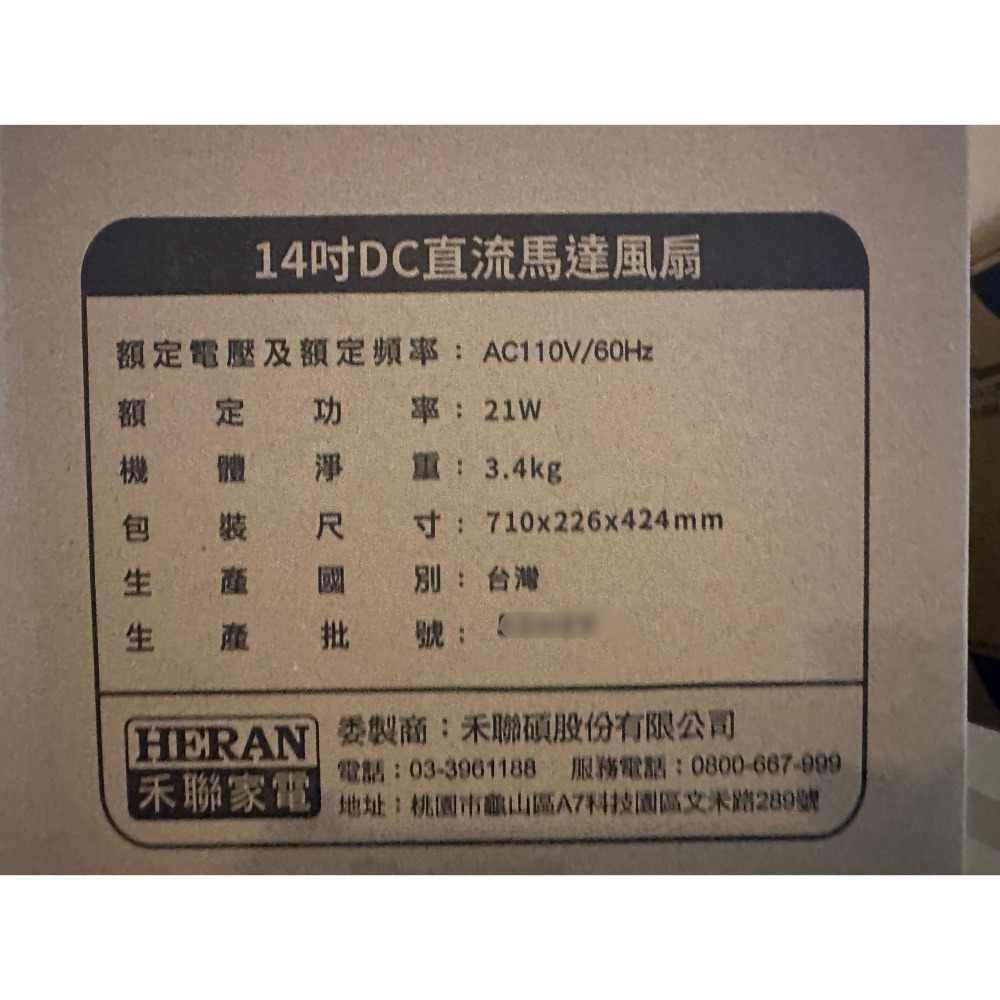 14吋DC直流馬達風扇
額定電壓及額定頻率：AC110V/60Hz
額定功率：21W
機體淨重：3.4kg
包裝尺寸：710x226x424mm
生產國別：台灣
生產批號：
HERAN
禾聯家電
委製商：禾聯碩股份有限公司
電話：03-3961188 服務電話：0800-667-999
地址：桃園市龜山區A7科技園區文禾路289號